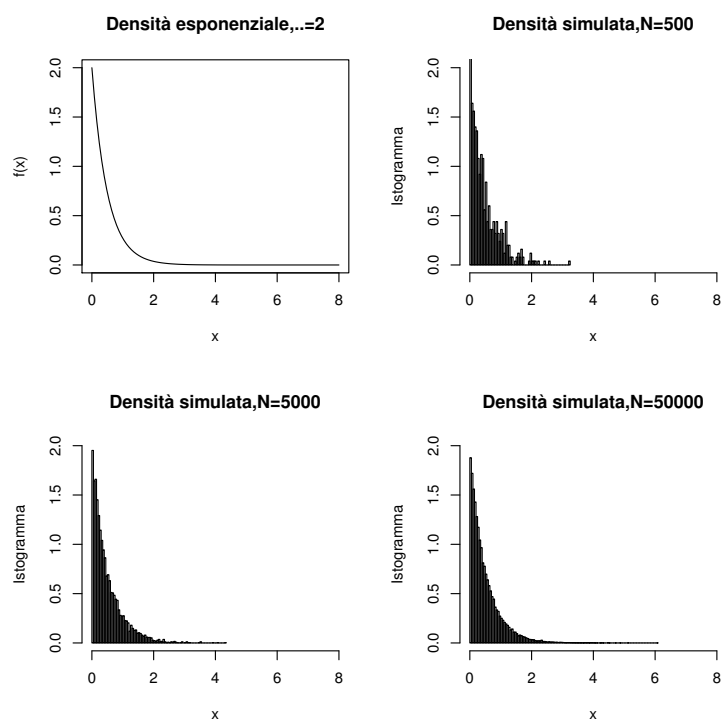 Densità esponenziale,..=2
f(x)
0.0 0.5 1.0 1.5 2.0
0 2 4 6 8
x
Densità simulata,N=500
Istogramma
0.0 0.5 1.0 1.5 2.0
0 2 4 6 8
x
Densità simulata,N=5000
Istogramma
0.0 0.5 1.0 1.5 2.0
0 2 4 6 8
x
Densità simulata,N=50000
Istogramma
0.0 0.5 1.0 1.5 2.0
0 2 4 6 8
x